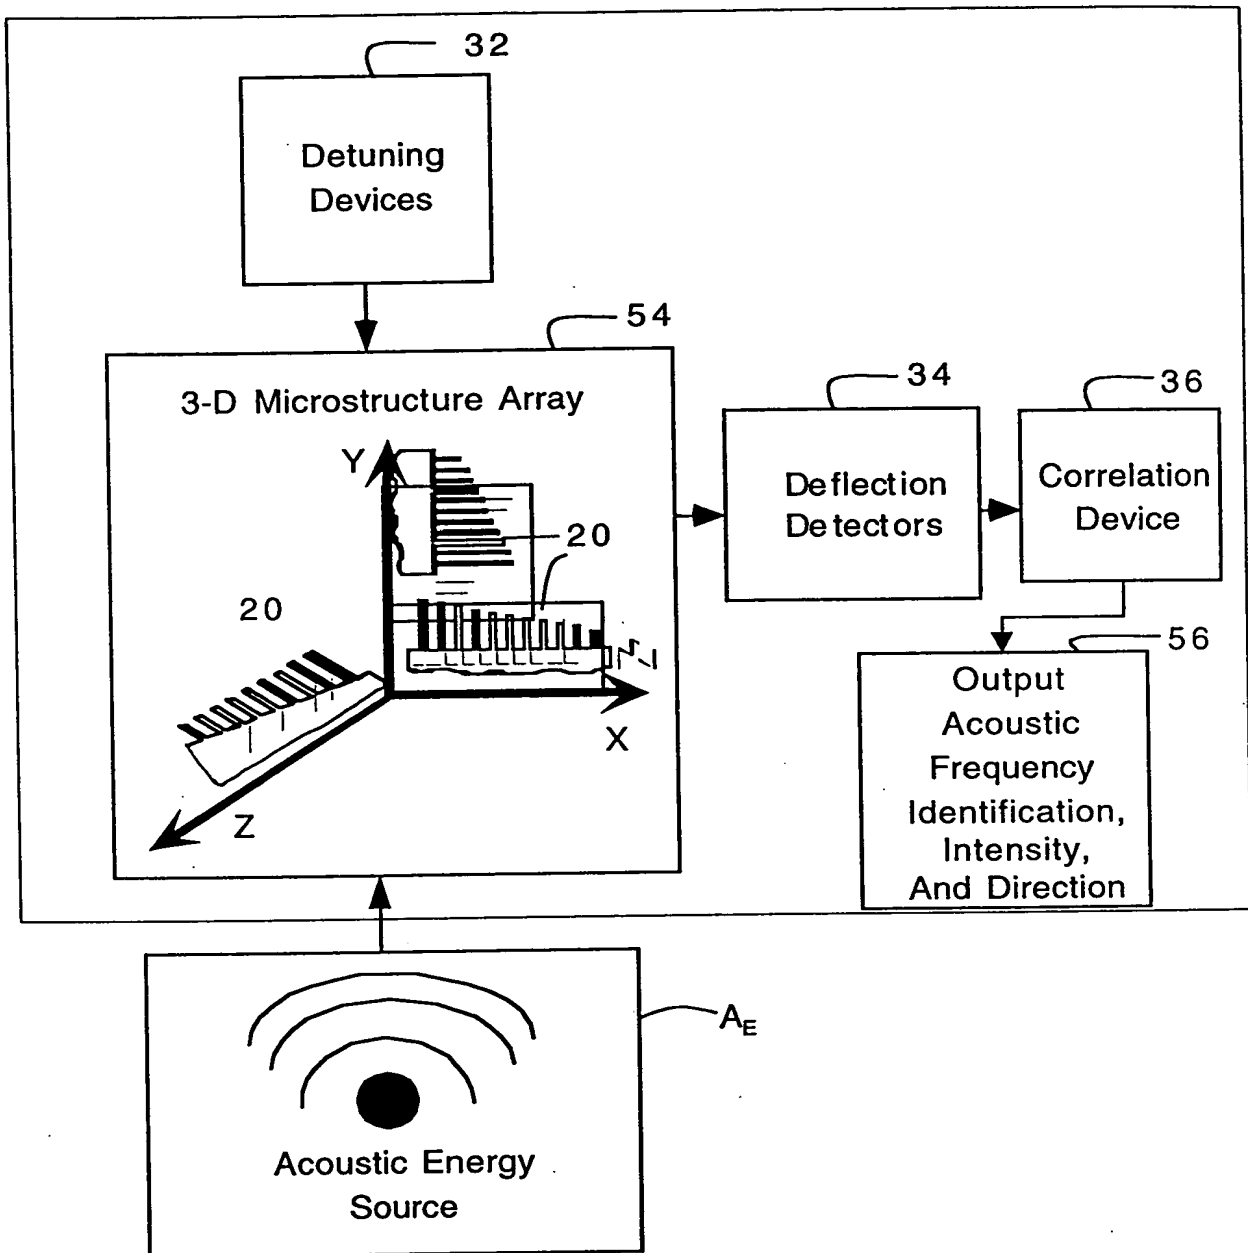 32
Detuning
Devices
54
3-D Microstructure Array
Y
20
20
X
Z
34
Deflection
Detectors
36
Correlation
Device
56
Output
Acoustic
Frequency
Identification,
Intensity,
And Direction
AE
Acoustic Energy
Source